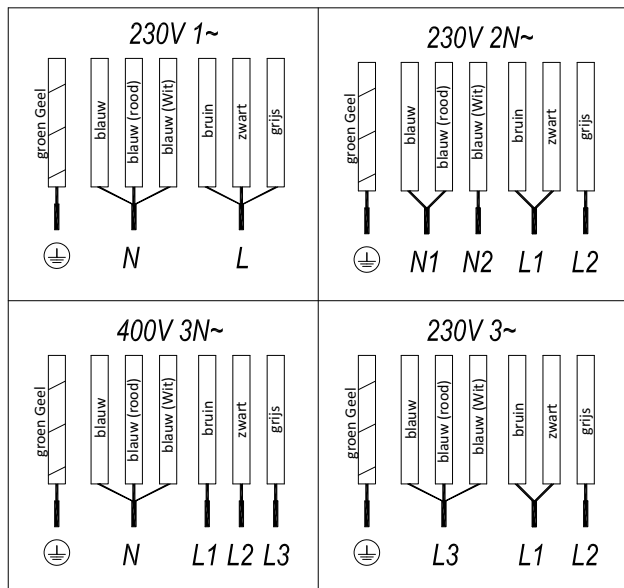 230V 1~
groen Geel
blauw
blauw (rood)
blauw (Wit)
bruin
zwart
grijs
N
L
230V 2N~
groen Geel
blauw
blauw (rood)
blauw (Wit)
bruin
zwart
grijs
N1
N2
L1
L2
400V 3N~
groen Geel
blauw
blauw (rood)
blauw (Wit)
bruin
zwart
grijs
N
L1
L2
L3
230V 3~
groen Geel
blauw
blauw (rood)
blauw (Wit)
bruin
zwart
grijs
L3
L1
L2